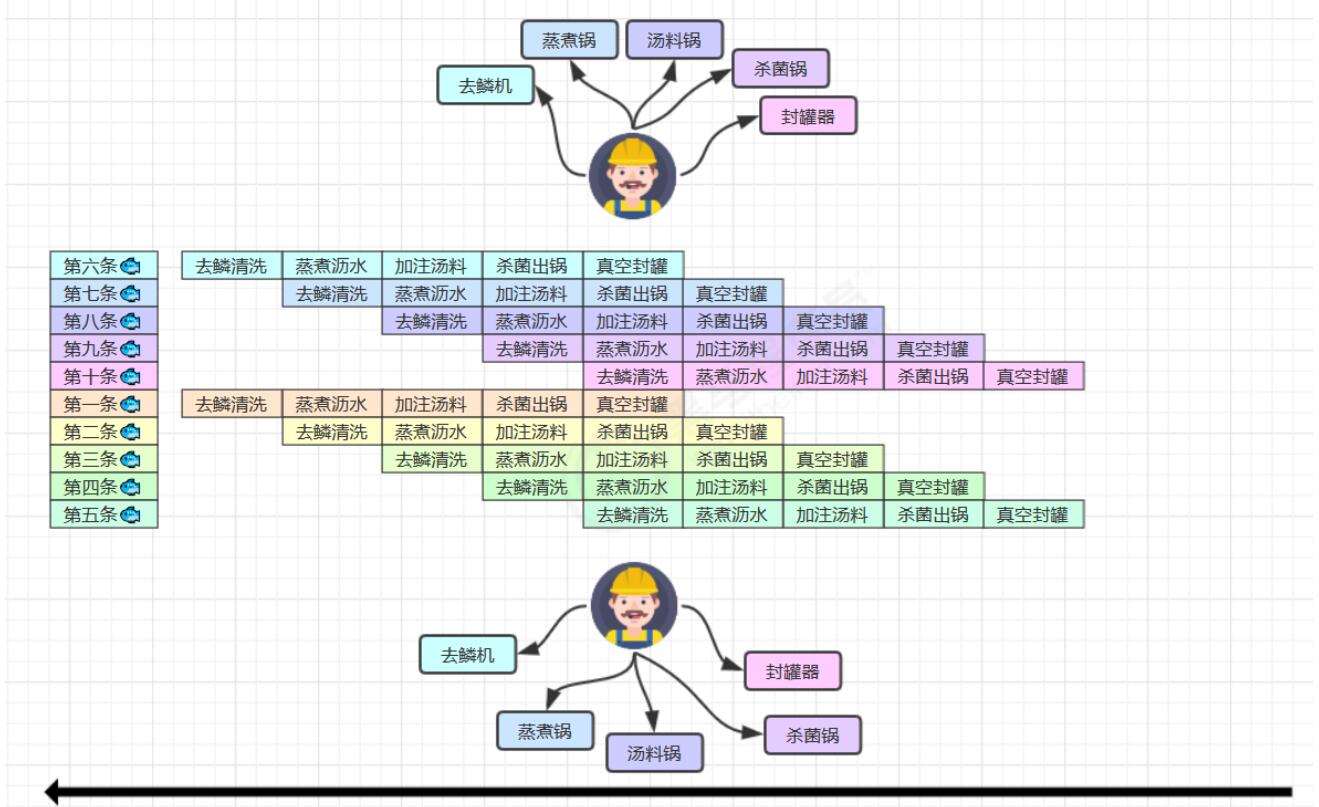 蒸煮锅 汤料锅
杀菌锅
去鳞机
封罐器
第六条 去鳞清洗 蒸煮沥水 加注汤料 杀菌出锅 真空封罐
第七条 去鳞清洗 蒸煮沥水 加注汤料 杀菌出锅 真空封罐
第八条 去鳞清洗 蒸煮沥水 加注汤料 杀菌出锅 真空封罐
第九条 去鳞清洗 蒸煮沥水 加注汤料 杀菌出锅 真空封罐
第十条 去鳞清洗 蒸煮沥水 加注汤料 杀菌出锅 真空封罐
第一条 去鳞清洗 蒸煮沥水 加注汤料 杀菌出锅 真空封罐
第二条 去鳞清洗 蒸煮沥水 加注汤料 杀菌出锅 真空封罐
第三条 去鳞清洗 蒸煮沥水 加注汤料 杀菌出锅 真空封罐
第四条 去鳞清洗 蒸煮沥水 加注汤料 杀菌出锅 真空封罐
第五条 去鳞清洗 蒸煮沥水 加注汤料 杀菌出锅 真空封罐
去鳞机
封罐器
蒸煮锅
杀菌锅
汤料锅